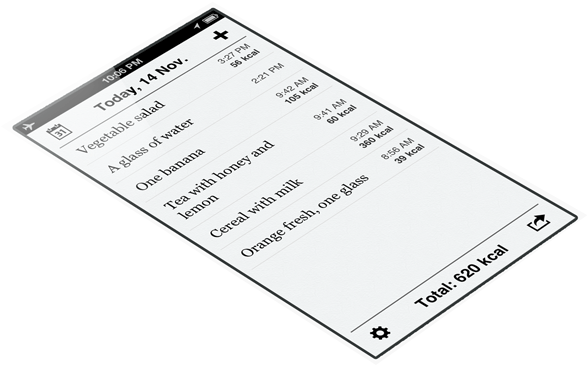 10:06 PM
31
Today, 14 Nov.
Vegetable salad 3:27 PM
56 kcal
A glass of water 2:21 PM
One banana 9:42 AM
105 kcal
Tea with honey and 9:41 AM
lemon 60 kcal
Cereal with milk 9:29 AM
360 kcal
Orange fresh, one glass 8:56 AM
39 kcal
Total: 620 kcal